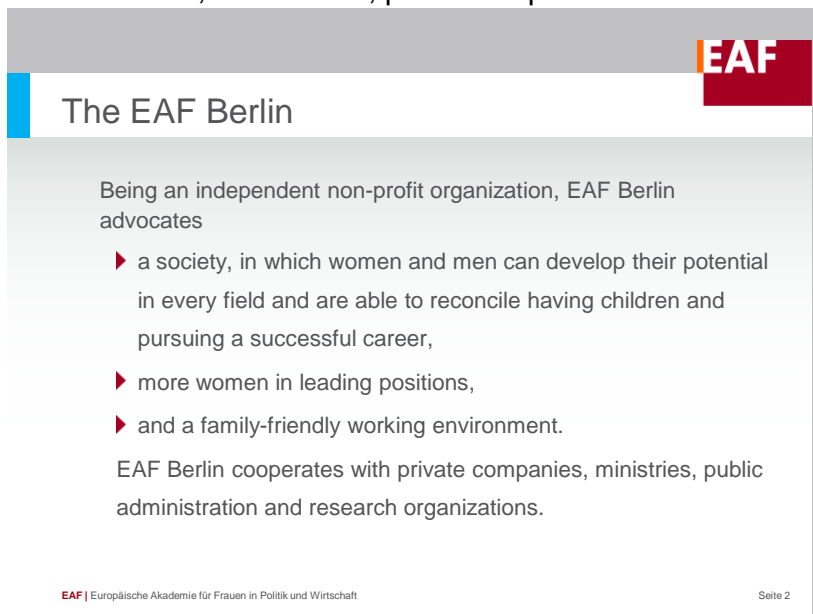 EAF
The EAF Berlin
Being an independent non-profit organization, EAF Berlin
advocates
a society, in which women and men can develop their potential
in every field and are able to reconcile having children and
pursuing a successful career,
more women in leading positions,
and a family-friendly working environment.
EAF Berlin cooperates with private companies, ministries, public
administration and research organizations.
EAF | Europäische Akademie für Frauen in Politik und Wirtschaft
Seite 2